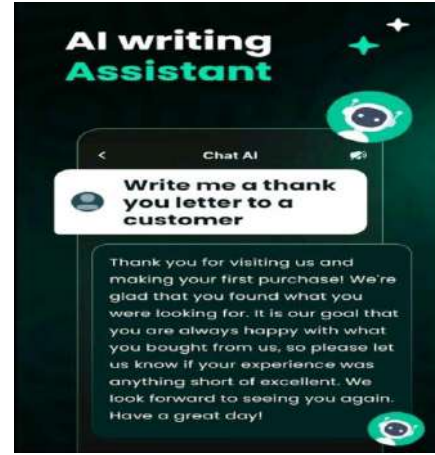 AI writing
Assistant
Chat AI
Write me a thank
you letter to a
customer
Thank you for visiting us and
making your first purchase! We're
glad that you found what you
were looking for. It is our goal that
you are always happy with what
you bought from us, so please let
us know if your experience was
anything short of excellent. We
look forward to seeing you again.
Have a great day!